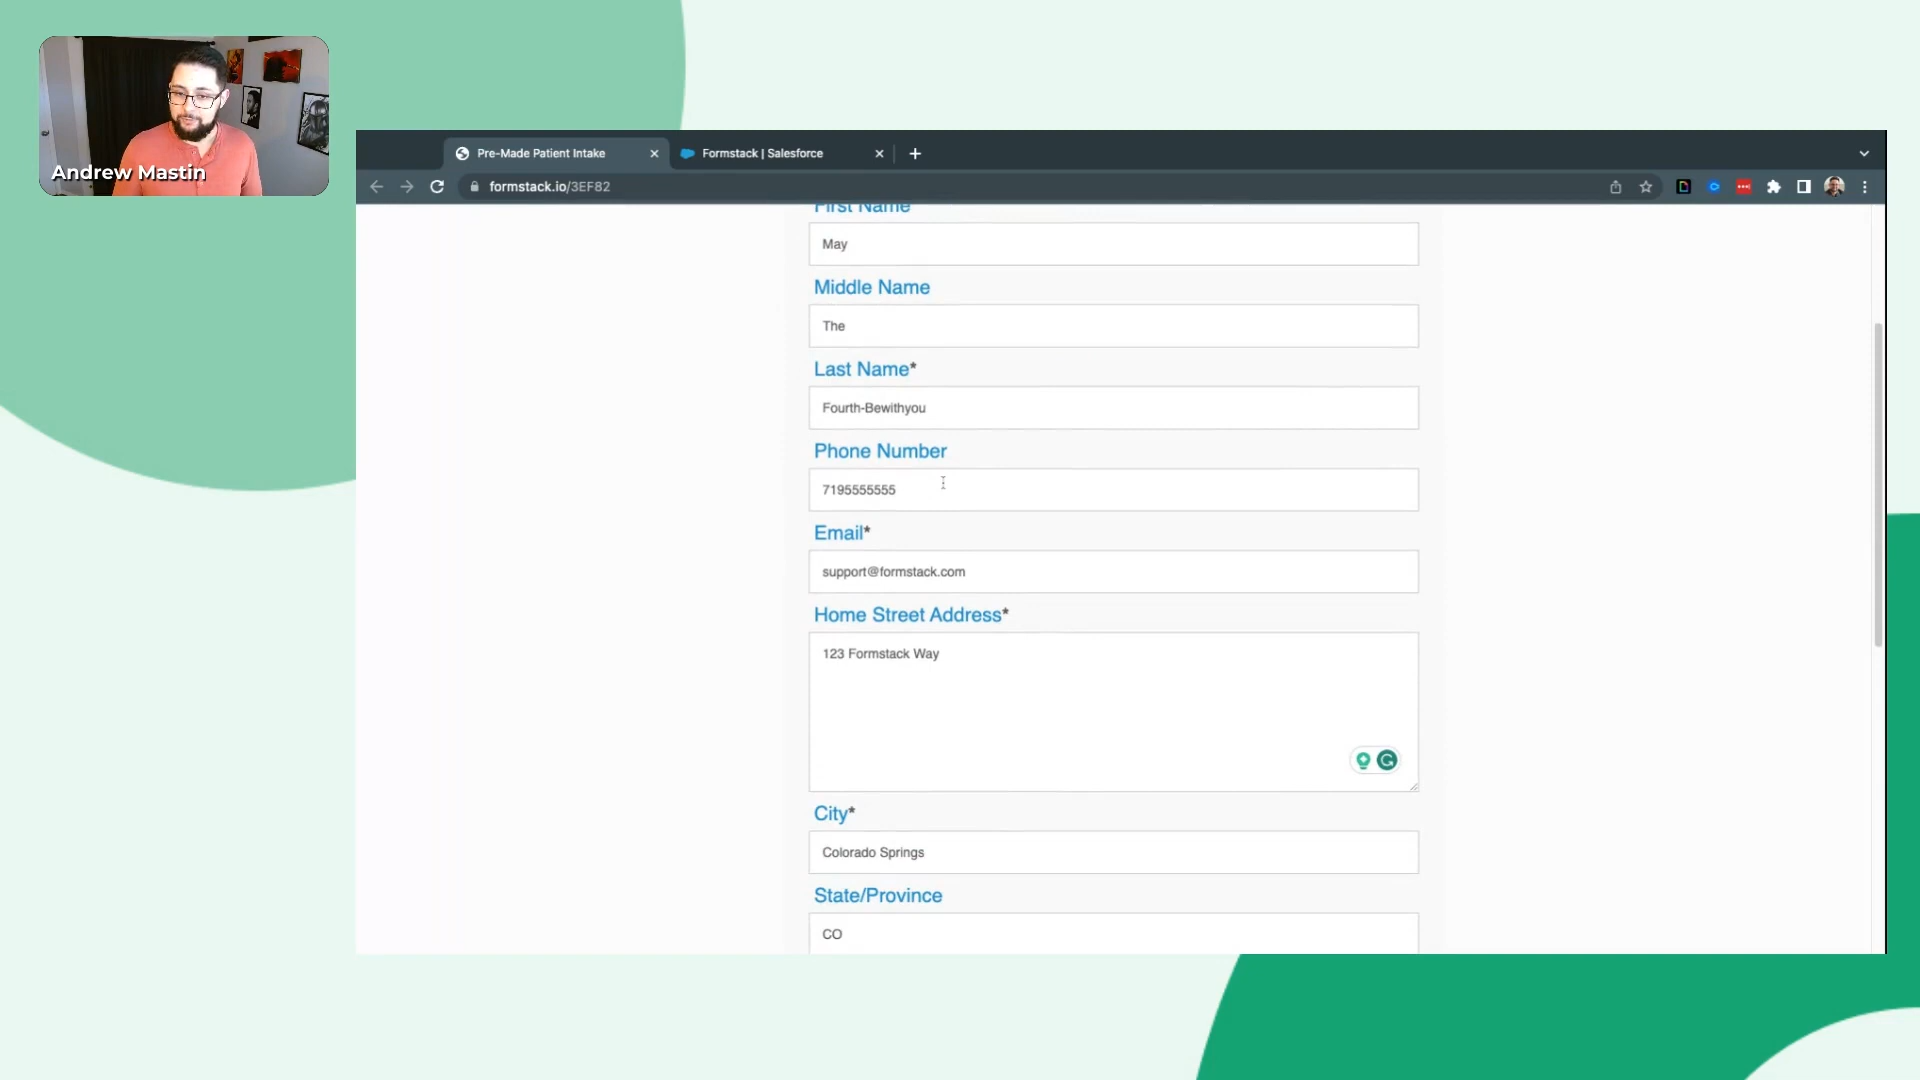 Andrew Mastin
Pre-Made Patient Intake
Formstack | Salesforce
formstack.io/3EF82
First Name
May
Middle Name
The
Last Name*
Fourth-Bewithyou
Phone Number
7195555555
Email*
support@formstack.com
Home Street Address*
123 Formstack Way
City*
Colorado Springs
State/Province
CO